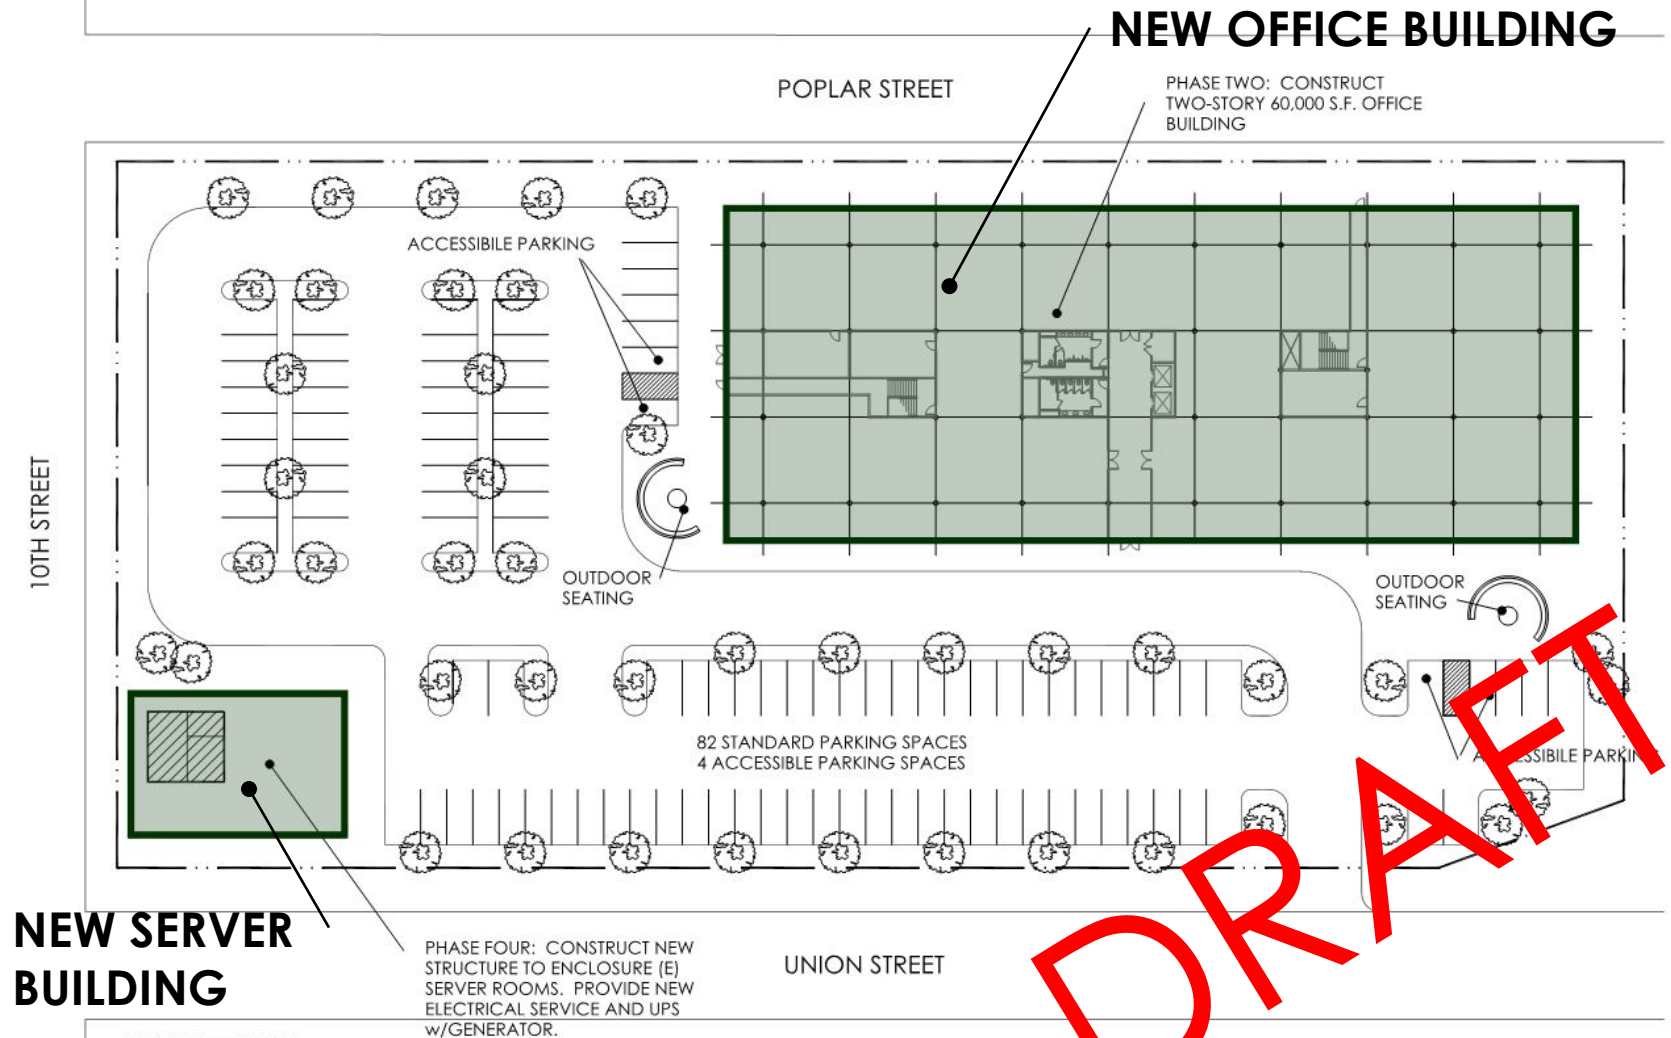 NEW OFFICE BUILDING
POPLAR STREET
PHASE TWO: CONSTRUCT
TWO-STORY 60,000 S.F. OFFICE
BUILDING
ACCESSIBILE PARKING
10TH STREET
OUTDOOR
SEATING
OUTDOOR
SEATING
82 STANDARD PARKING SPACES
4 ACCESSIBLE PARKING SPACES
ACCESSIBILE PARKING
DRAFT
NEW SERVER
BUILDING
PHASE FOUR: CONSTRUCT NEW
STRUCTURE TO ENCLOSURE (E)
SERVER ROOMS. PROVIDE NEW
ELECTRICAL SERVICE AND UPS
w/GENERATOR.
UNION STREET